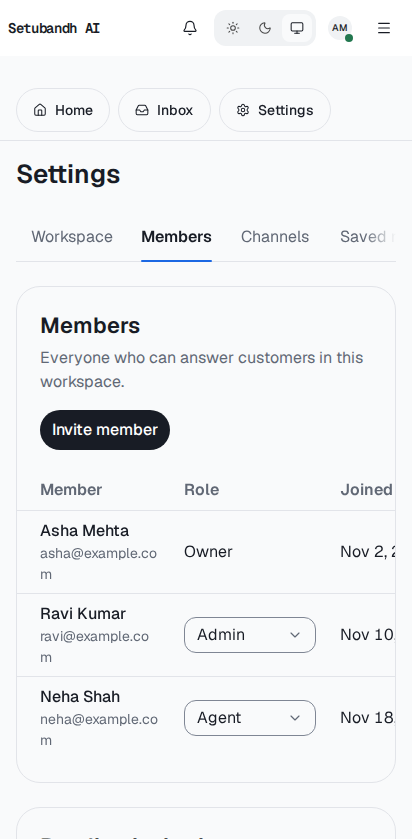 Setubandh AI
AM
Home
Inbox
Settings
Settings
Workspace
Members
Channels
Saved
Members
Everyone who can answer customers in this
workspace.
Invite member
Member
Role
Joined
Asha Mehta
asha@example.co
m
Owner
Nov 2,
Ravi Kumar
ravi@example.co
m
Admin
Nov 10
Neha Shah
neha@example.co
m
Agent
Nov 18